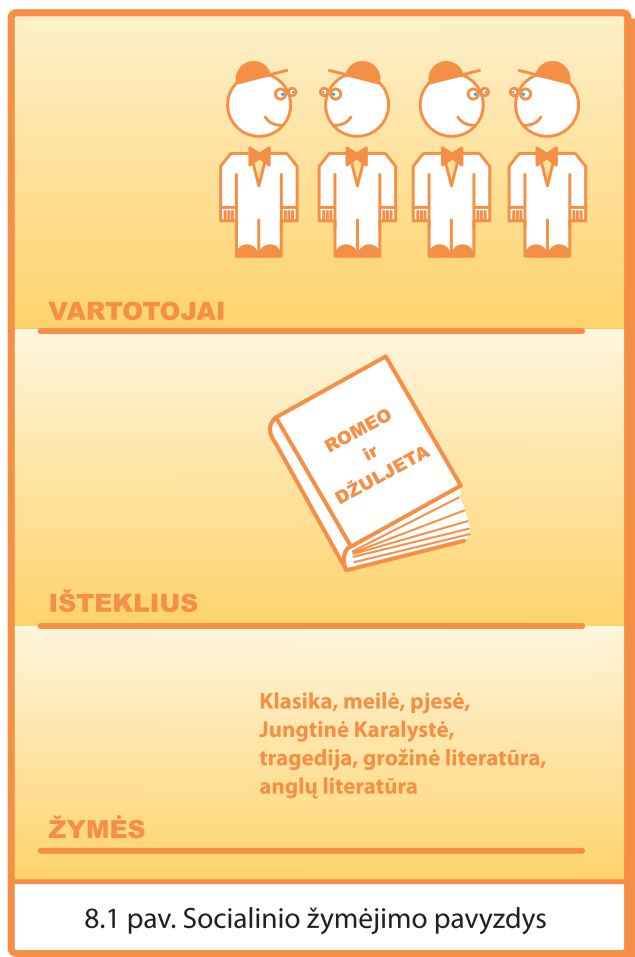 VARTOTOJAI
ROMEO
ir
DŽULJETA
IŠTEKLIUS
Klasika, meilė, pjesė,
Jungtinė Karalystė,
tragedija, grožinė literatūra,
anglų literatūra
ŽYMĖS
8.1 pav. Socialinio žymėjimo pavyzdys